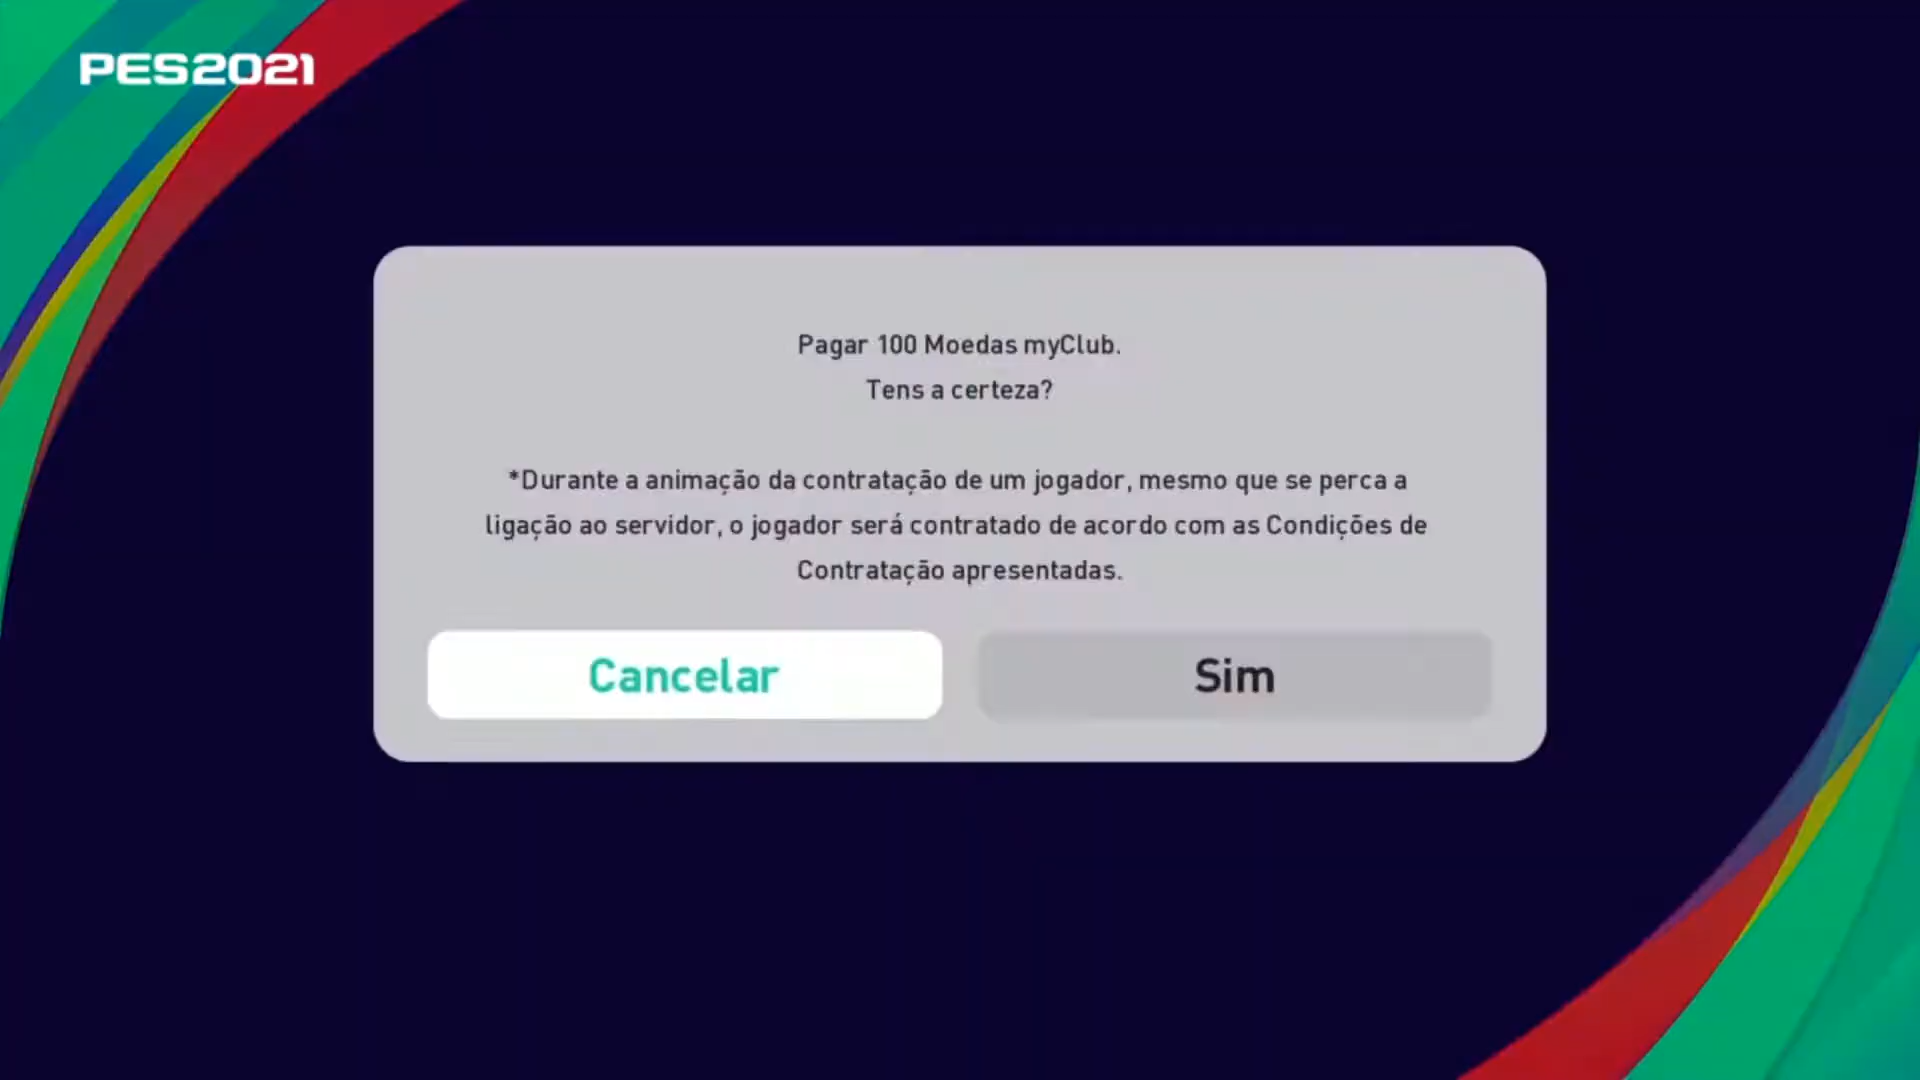 PES2021
Pagar 100 Moedas myClub.
Tens a certeza?
*Durante a animação da contratação de um jogador, mesmo que se perca a
ligação ao servidor, o jogador será contratado de acordo com as Condições de
Contratação apresentadas.
Cancelar
Sim